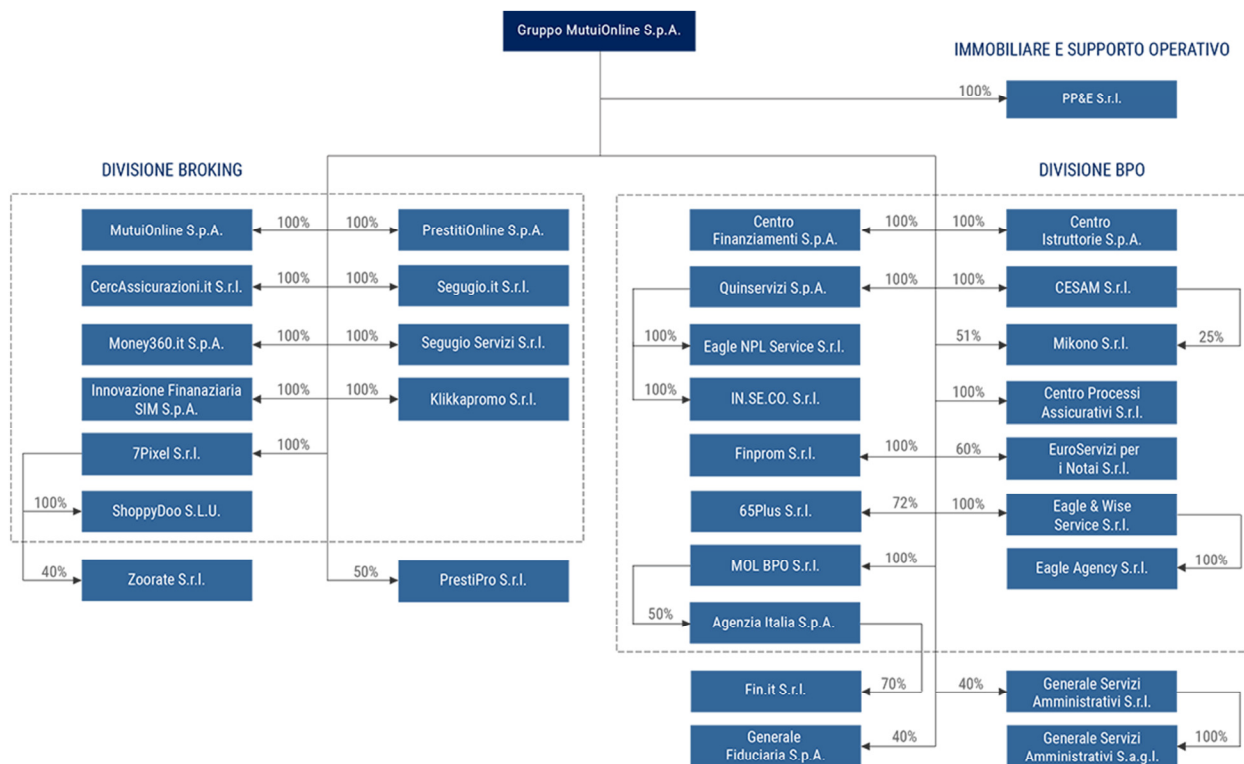 Gruppo MutuiOnline S.p.A.
IMMOBILIARE E SUPPORTO OPERATIVO
100%
PP&E S.r.l.
DIVISIONE BROKING
MutuiOnline S.p.A.
100%
100%
PrestitiOnline S.p.A.
CercAssicurazioni.it S.r.l.
100%
100%
Segugio.it S.r.l.
Money360.it S.p.A.
100%
100%
Segugio Servizi S.r.l.
Innovazione Finanaziaria
SIM S.p.A.
100%
100%
Klikkapromo S.r.l.
7Pixel S.r.l.
100%
100%
ShoppyDoo S.L.U.
40%
Zoorate S.r.l.
50%
PrestiPro S.r.l.
DIVISIONE BPO
Centro
Finanziamenti S.p.A.
100%
100%
Centro
Istruttorie S.p.A.
Quinservizi S.p.A.
100%
100%
CESAM S.r.l.
100%
Eagle NPL Service S.r.l.
51%
Mikono S.r.l.
25%
100%
IN.SE.CO. S.r.l.
100%
Centro Processi
Assicurativi S.r.l.
Finprom S.r.l.
100%
60%
EuroServizi per
i Notai S.r.l.
65Plus S.r.l.
72%
100%
Eagle & Wise
Service S.r.l.
MOL BPO S.r.l.
100%
Eagle Agency S.r.l.
100%
50%
Agenzia Italia S.p.A.
Fin.it S.r.l.
70%
40%
Generale Servizi
Amministrativi S.r.l.
Generale
Fiduciaria S.p.A.
40%
Generale Servizi
Amministrativi S.a.g.l.
100%